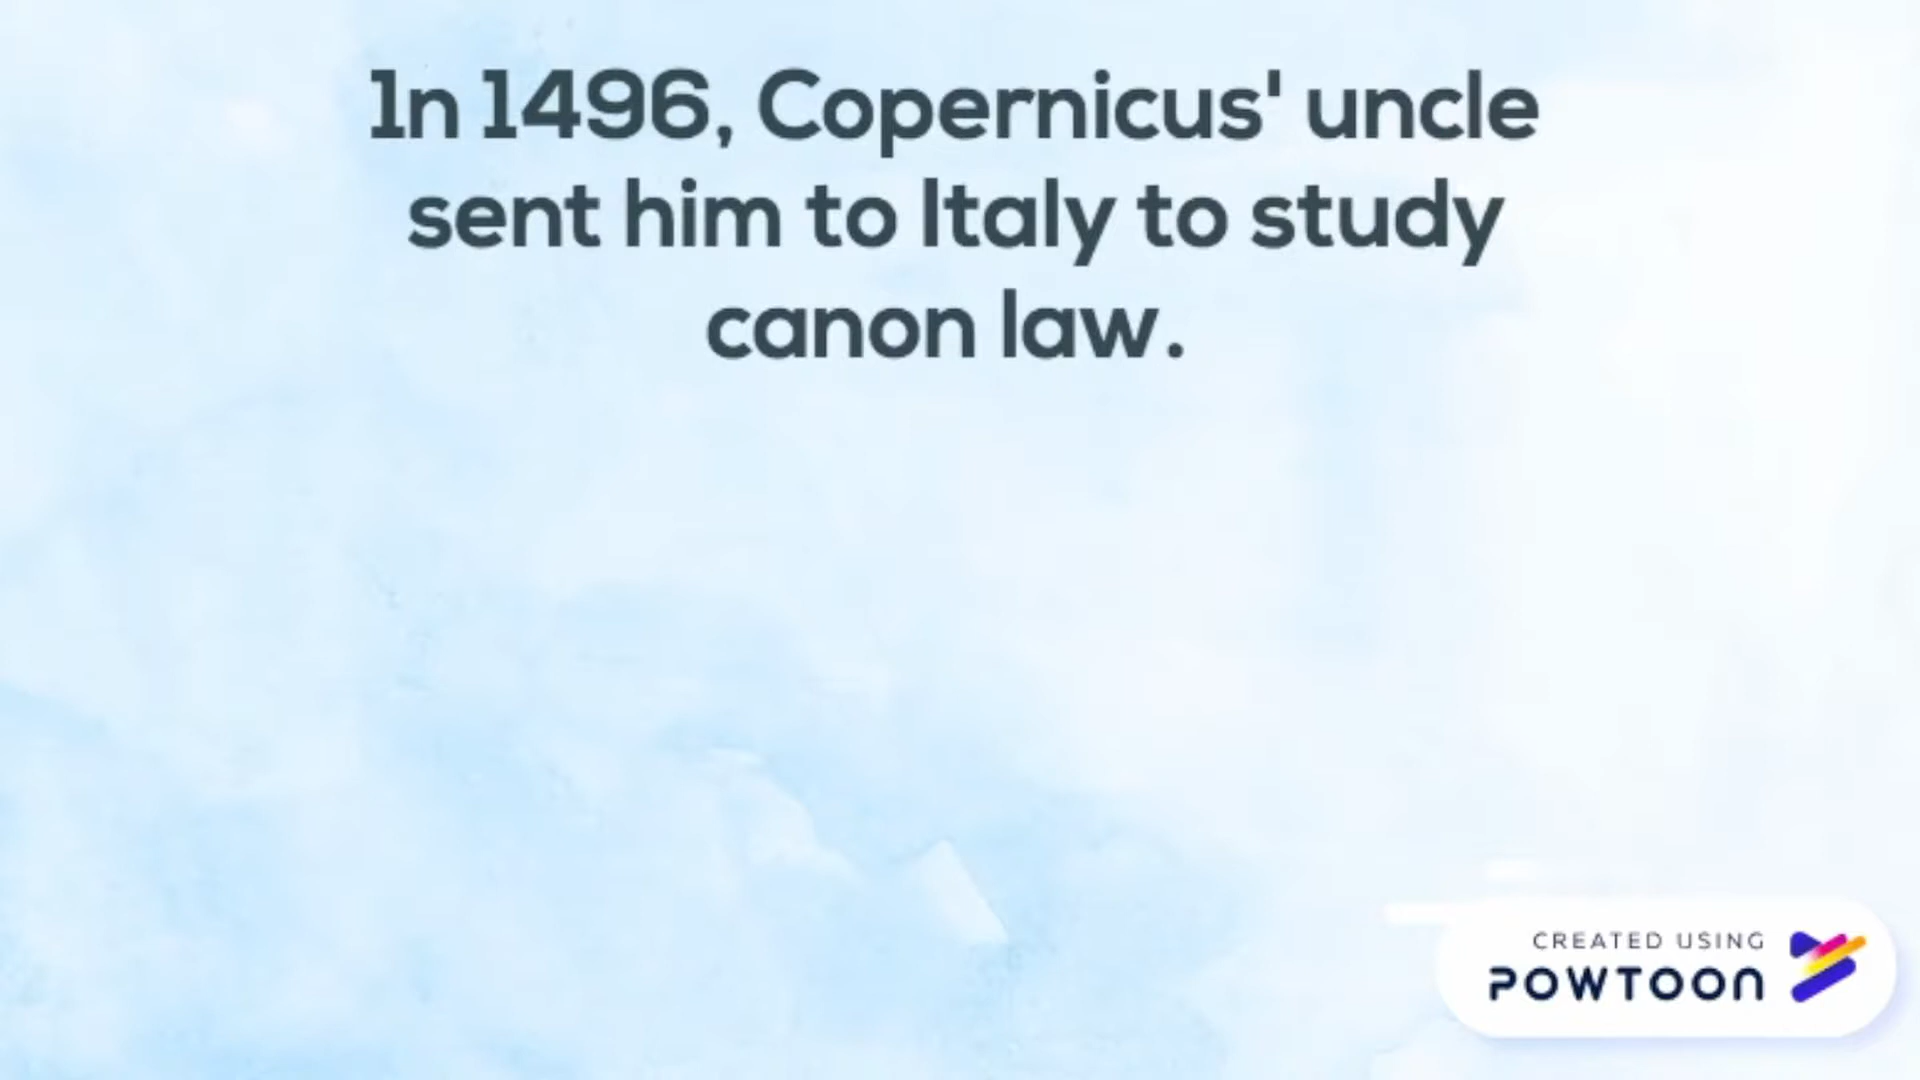 In 1496, Copernicus' uncle
sent him to Italy to study
canon law.
CREATED USING
POWTOON